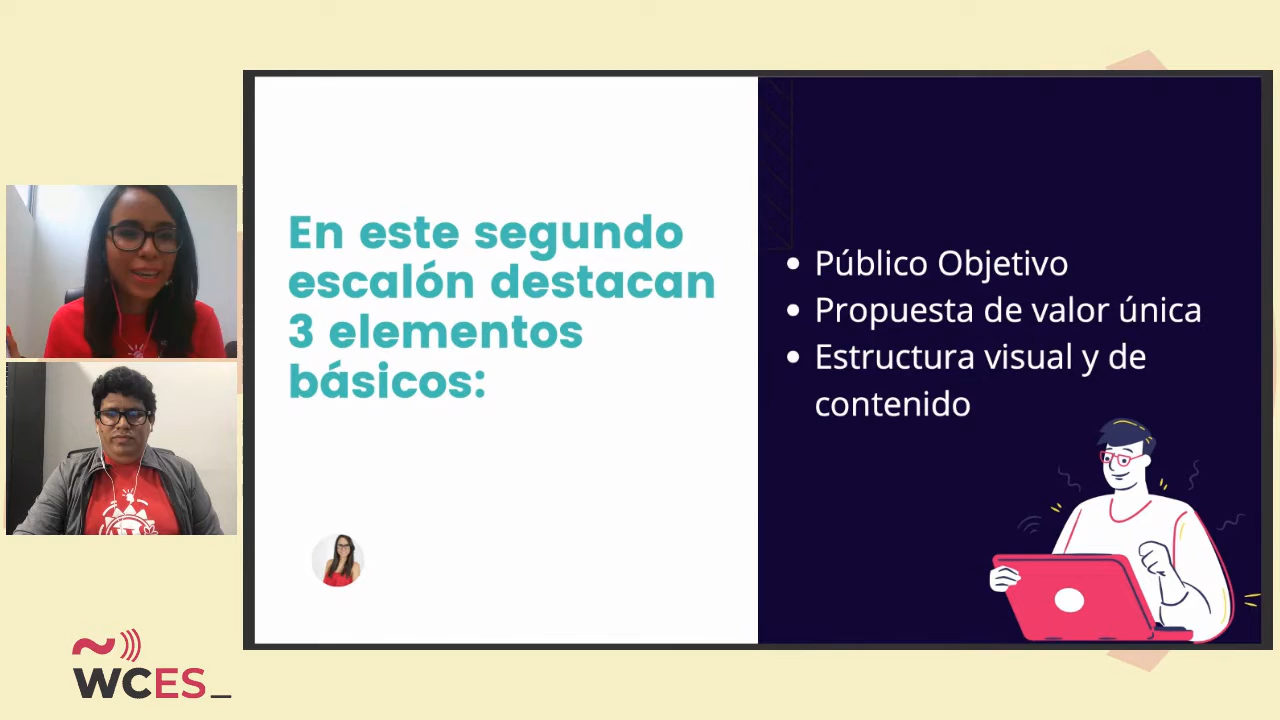 En este segundo
escalón destacan
3 elementos
básicos:
• Público Objetivo
• Propuesta de valor única
• Estructura visual y de
contenido
WCES_